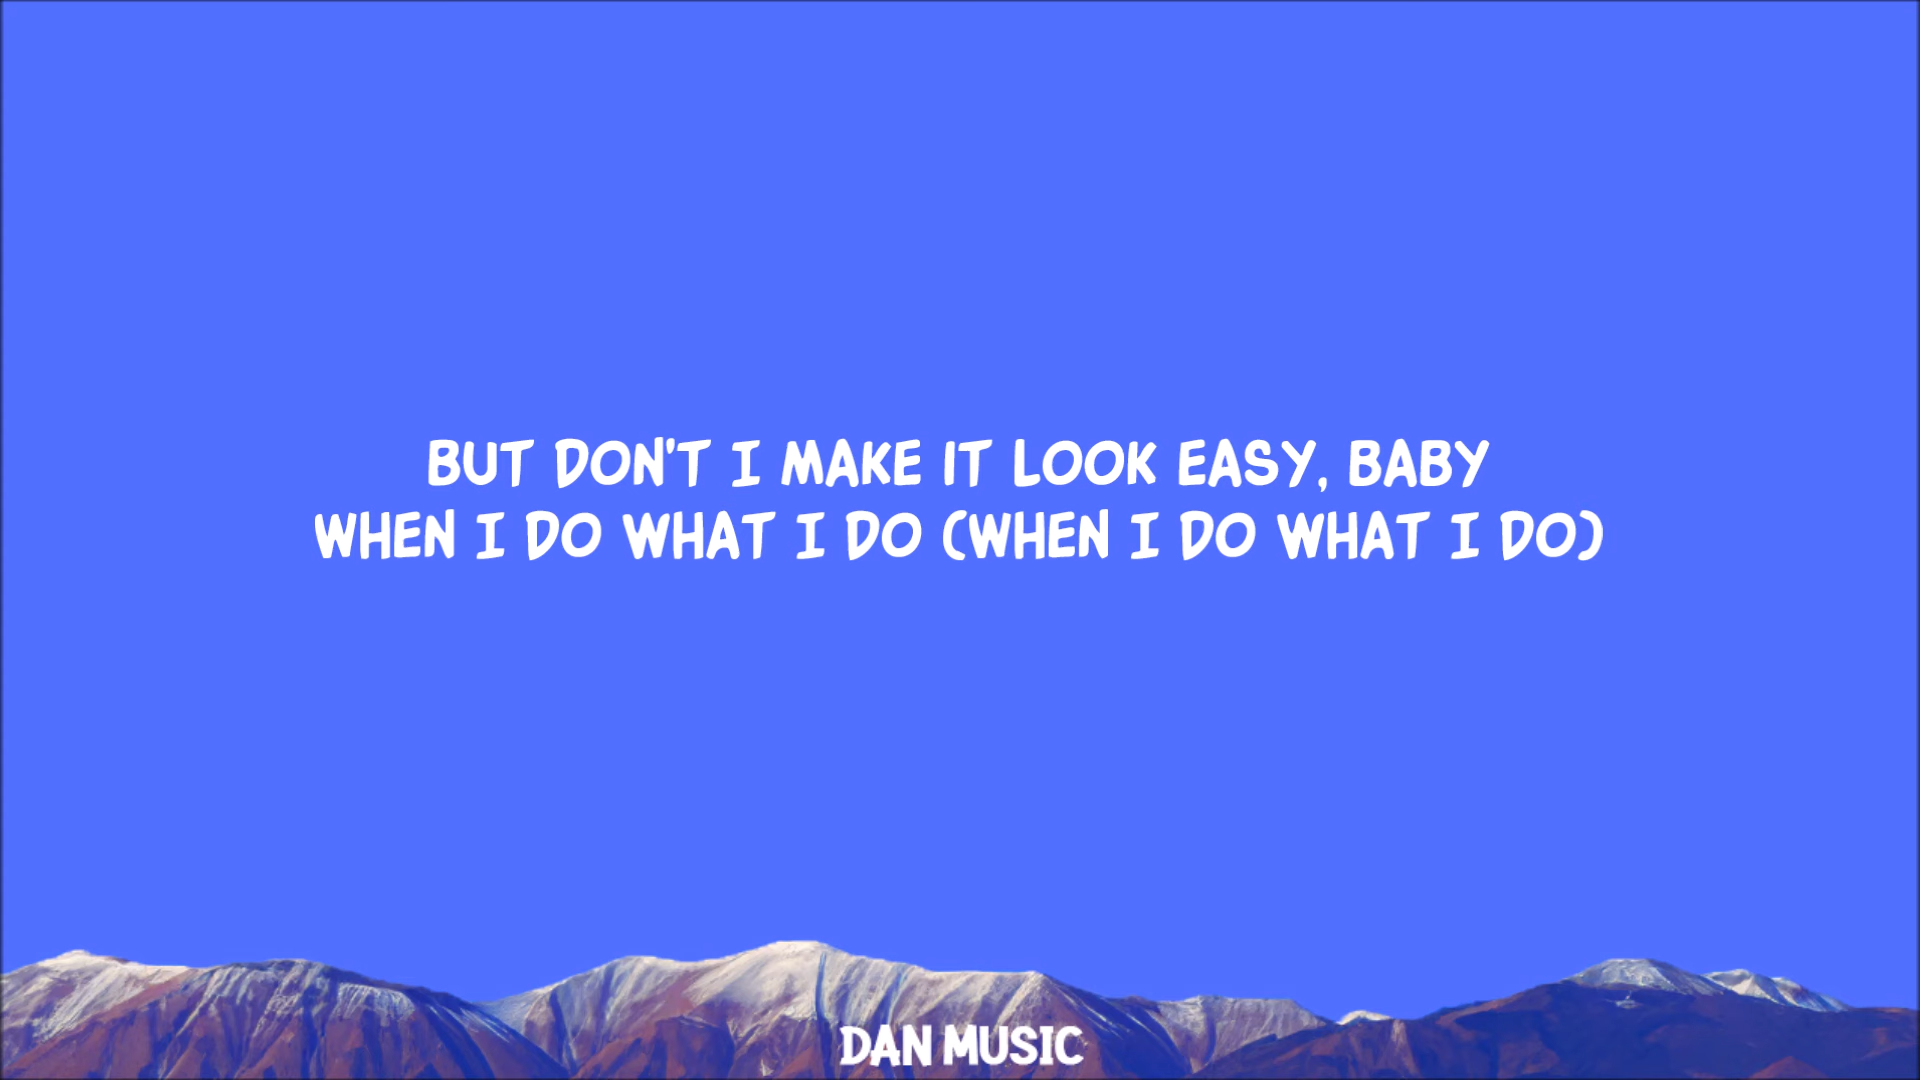 BUT DON'T I MAKE IT LOOK EASY, BABY
WHEN I DO WHAT I DO (WHEN I DO WHAT I DO)
DAN MUSIC